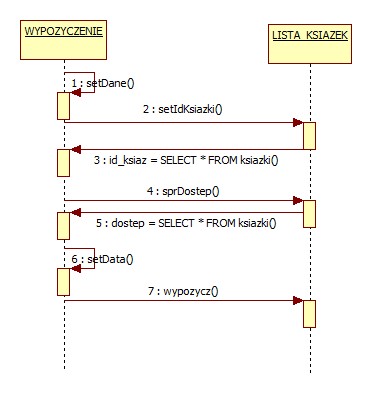 WYPOZYCZENIE
LISTA_KSIAZEK
1 : setDane()
2 : setIdKsiazki()
3 : id_ksiaz = SELECT * FROM ksiazki()
4 : sprDostep()
5 : dostep = SELECT * FROM ksiazki()
6 : setData()
7 : wypozycz()